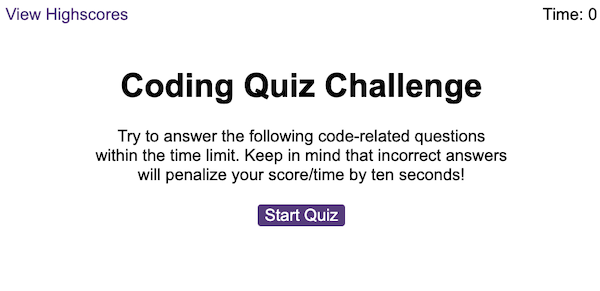 View Highscores
Time: 0
Coding Quiz Challenge
Try to answer the following code-related questions
within the time limit. Keep in mind that incorrect answers
will penalize your score/time by ten seconds!
Start Quiz